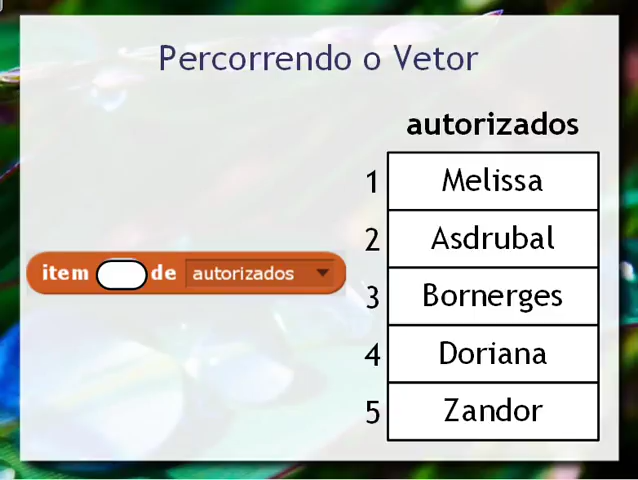 Percorrendo o Vetor
autorizados
1 Melissa
2 Asdrubal
item de autorizados
3 Bornerges
4 Doriana
5 Zandor